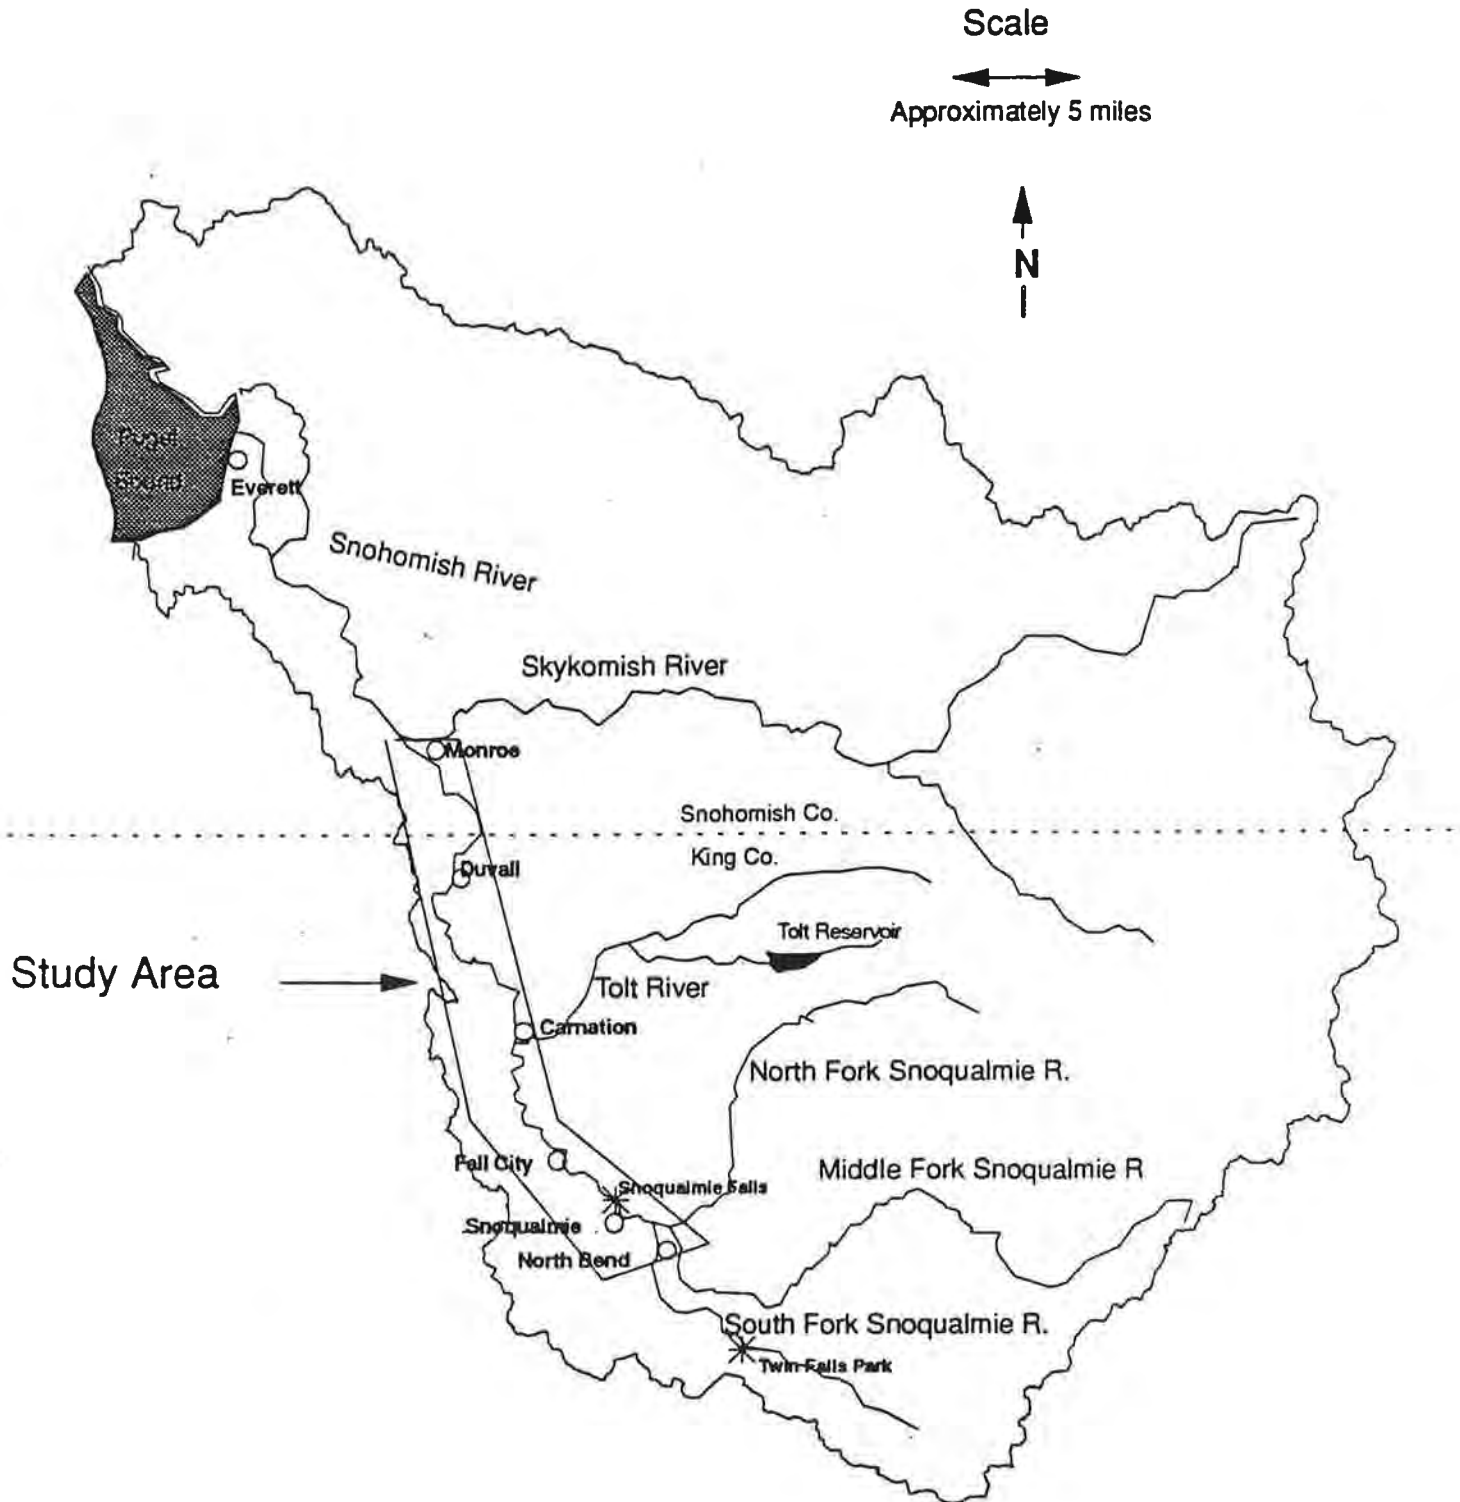 Scale
Approximately 5 miles
N
Puget
Sound
Everett
Snohomish River
Skykomish River
Monroe
Snohomish Co.
King Co.
Duvall
Tolt Reservoir
Study Area
Tolt River
Carnation
North Fork Snoqualmie R.
Fall City
Middle Fork Snoqualmie R
Snoqualmie Falls
Snoqualmie
North Bend
South Fork Snoqualmie R.
Twin Falls Park